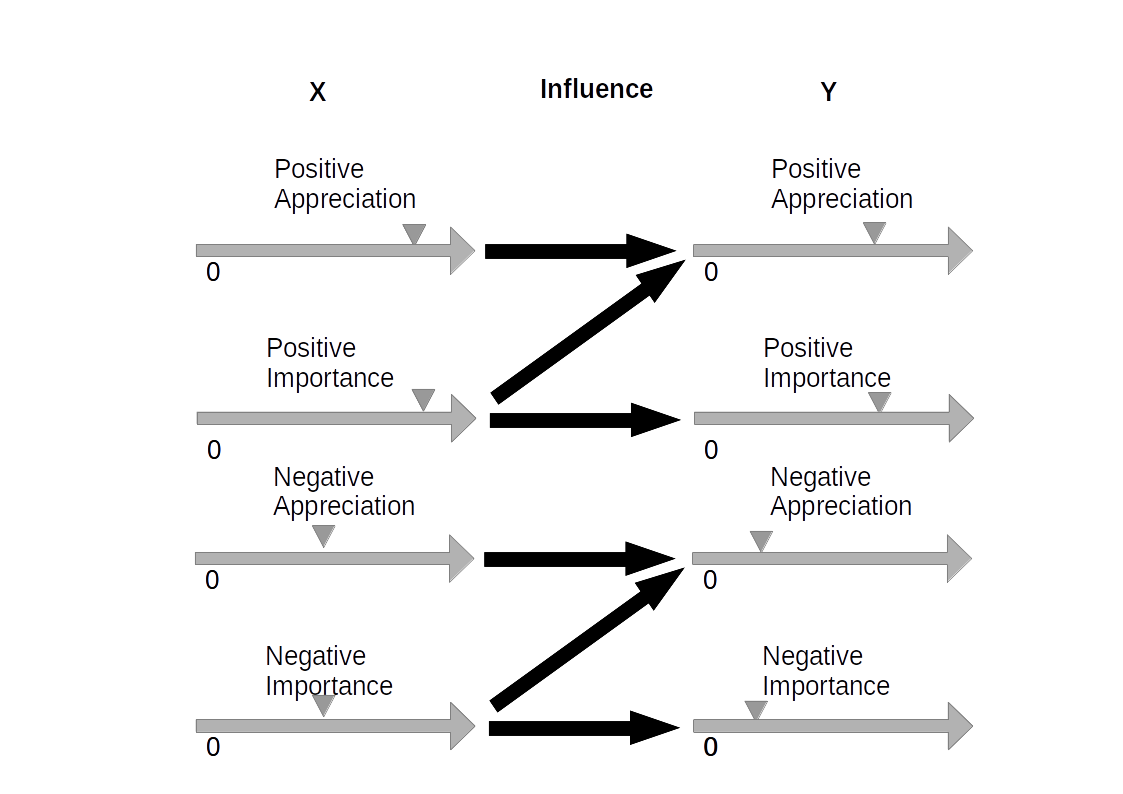 X Influence Y
Positive
Appreciation
Positive
Appreciation
0
0
Positive
Importance
Positive
Importance
0
0
Negative
Appreciation
Negative
Appreciation
0
0
Negative
Importance
Negative
Importance
0
0